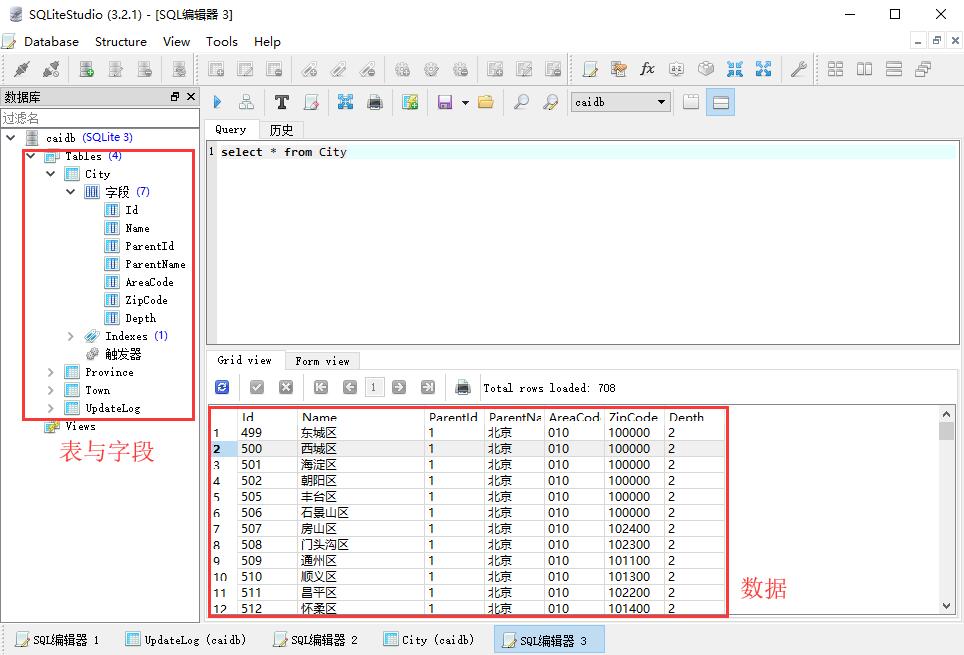 SQLiteStudio (3.2.1) - [SQL编辑器 3]
Database Structure View Tools Help
数据库
过滤名
caidb (SQLite 3)
Tables (4)
City
字段 (7)
Id
Name
ParentId
ParentName
AreaCode
ZipCode
Depth
Indexes (1)
触发器
Province
Town
UpdateLog
Views
表与字段
caidb
Query 历史
1 select * from City
Grid view Form view
1 Total rows loaded: 708
Id Name ParentId ParentNa AreaCod ZipCode Depth
1 499 东城区 1 北京 010 100000 2
2 500 西城区 1 北京 010 100000 2
3 501 海淀区 1 北京 010 100000 2
4 502 朝阳区 1 北京 010 100000 2
5 505 丰台区 1 北京 010 100000 2
6 506 石景山区 1 北京 010 100000 2
7 507 房山区 1 北京 010 102400 2
8 508 门头沟区 1 北京 010 102300 2
9 509 通州区 1 北京 010 101100 2
10 510 顺义区 1 北京 010 101300 2
11 511 昌平区 1 北京 010 102200 2
12 512 怀柔区 1 北京 010 101400 2
数据
SQL编辑器 1 UpdateLog (caidb) SQL编辑器 2 City (caidb) SQL编辑器 3